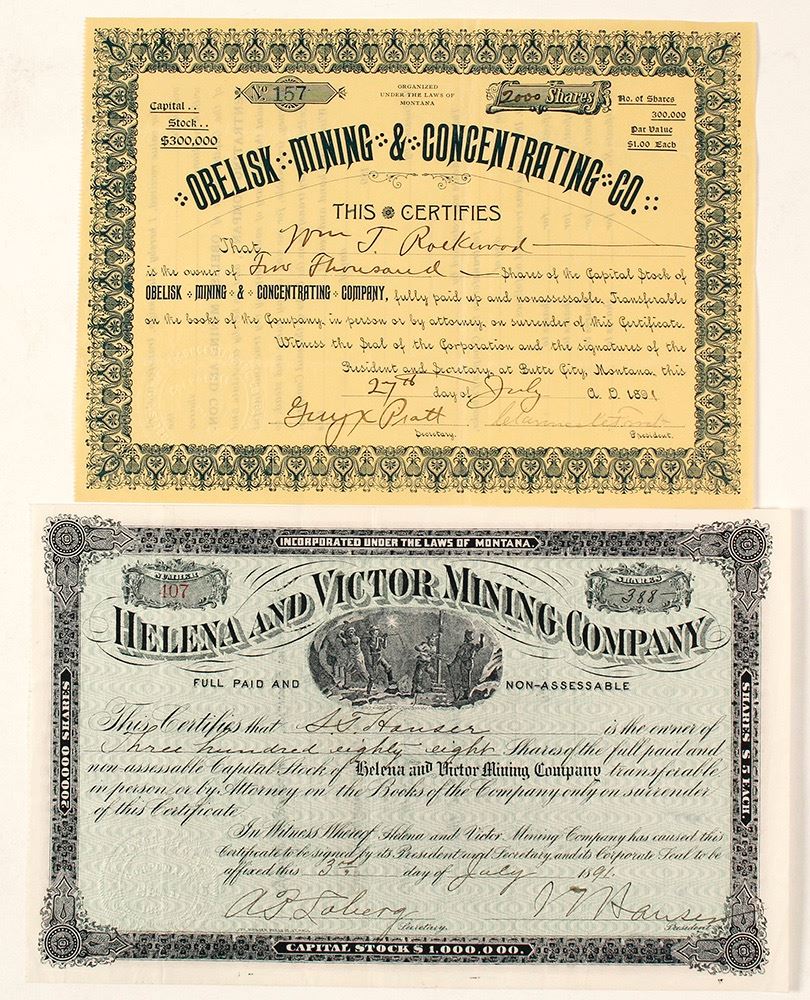 Nº 157
ORGANIZED
UNDER THE LAWS OF
MONTANA
2000 Shares
Capital . .
Stock . .
$300,000
No. of Shares
300.000
Par Value
$1.00 Each
OBELISK MINING & CONCENTRATING CO.
THIS CERTIFIES
That Wm T. Rockwood
is the owner of Two Thousand Shares of the Capital Stock of
OBELISK MINING & CONCENTRATING COMPANY, fully paid up and nonassessable. Transferable
on the books of the Company, in person or by attorney, on surrender of this Certificate.
Witness the Seal of the Corporation and the signatures of the
President and Secretary, at Butte City, Montana, this
27th day of July A. D. 1891
Guy X Pratt
Secretary. President.
INCORPORATED UNDER THE LAWS OF MONTANA
NUMBER
107
SHARES
388
HELENA AND VICTOR MINING COMPANY
FULL PAID AND NON-ASSESSABLE
200,000 SHARES
SHARES $5 EACH.
This Certifies that S. T. Hauser is the owner of
Three hundred eighty eight Shares of the full paid and
non-assessable Capital Stock of Helena and Victor Mining Company transferable
in person or by Attorney on the Books of the Company only on surrender
of this Certificate.
In Witness Whereof Helena and Victor Mining Company has caused this
Certificate to be signed by its President and Secretary, and its Corporate Seal to be
affixed this 3rd day of July 1891.
Hauser
Secretary. President
CAPITAL STOCK $1,000,000.